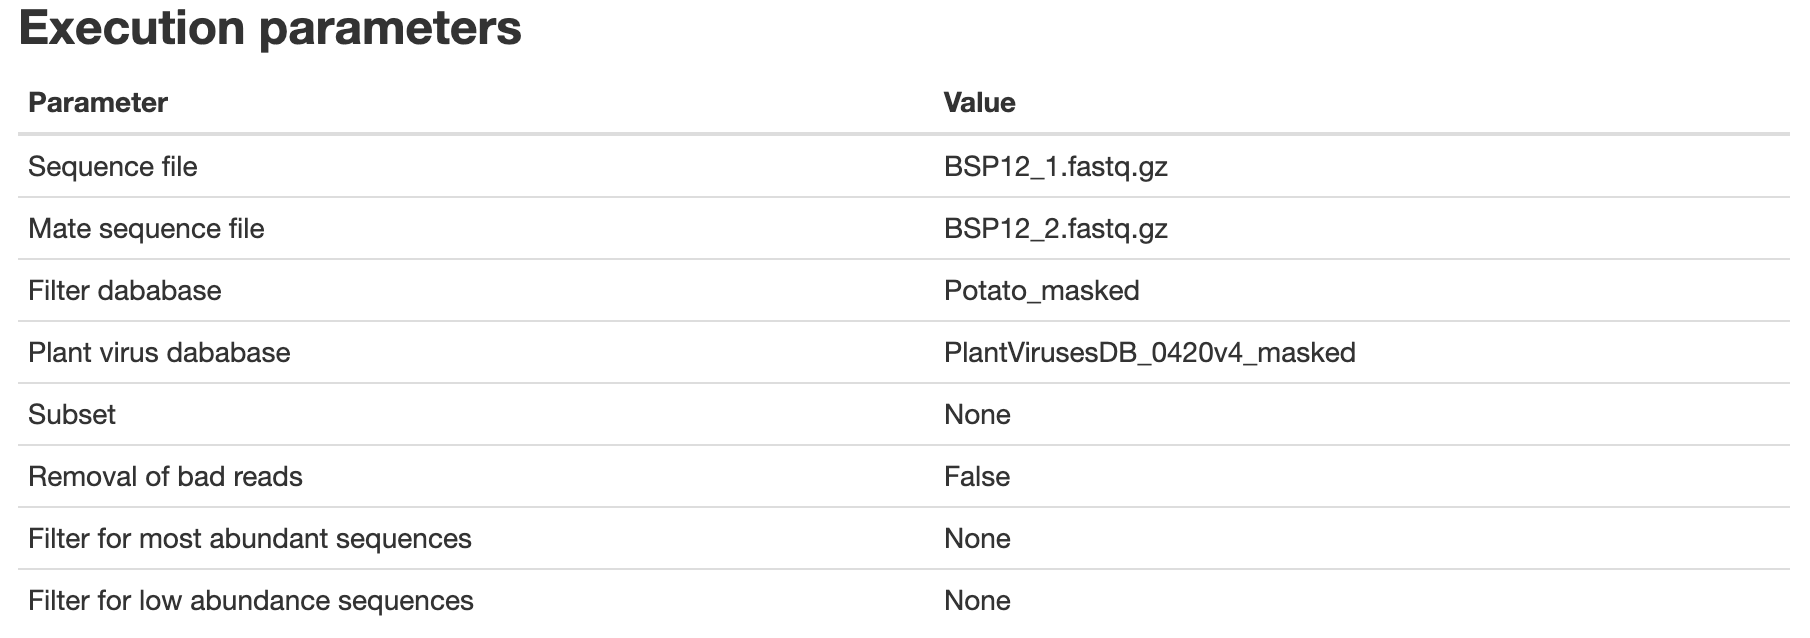 Execution parameters
Parameter Value
Sequence file BSP12_1.fastq.gz
Mate sequence file BSP12_2.fastq.gz
Filter dababase Potato_masked
Plant virus dababase PlantVirusesDB_0420v4_masked
Subset None
Removal of bad reads False
Filter for most abundant sequences None
Filter for low abundance sequences None